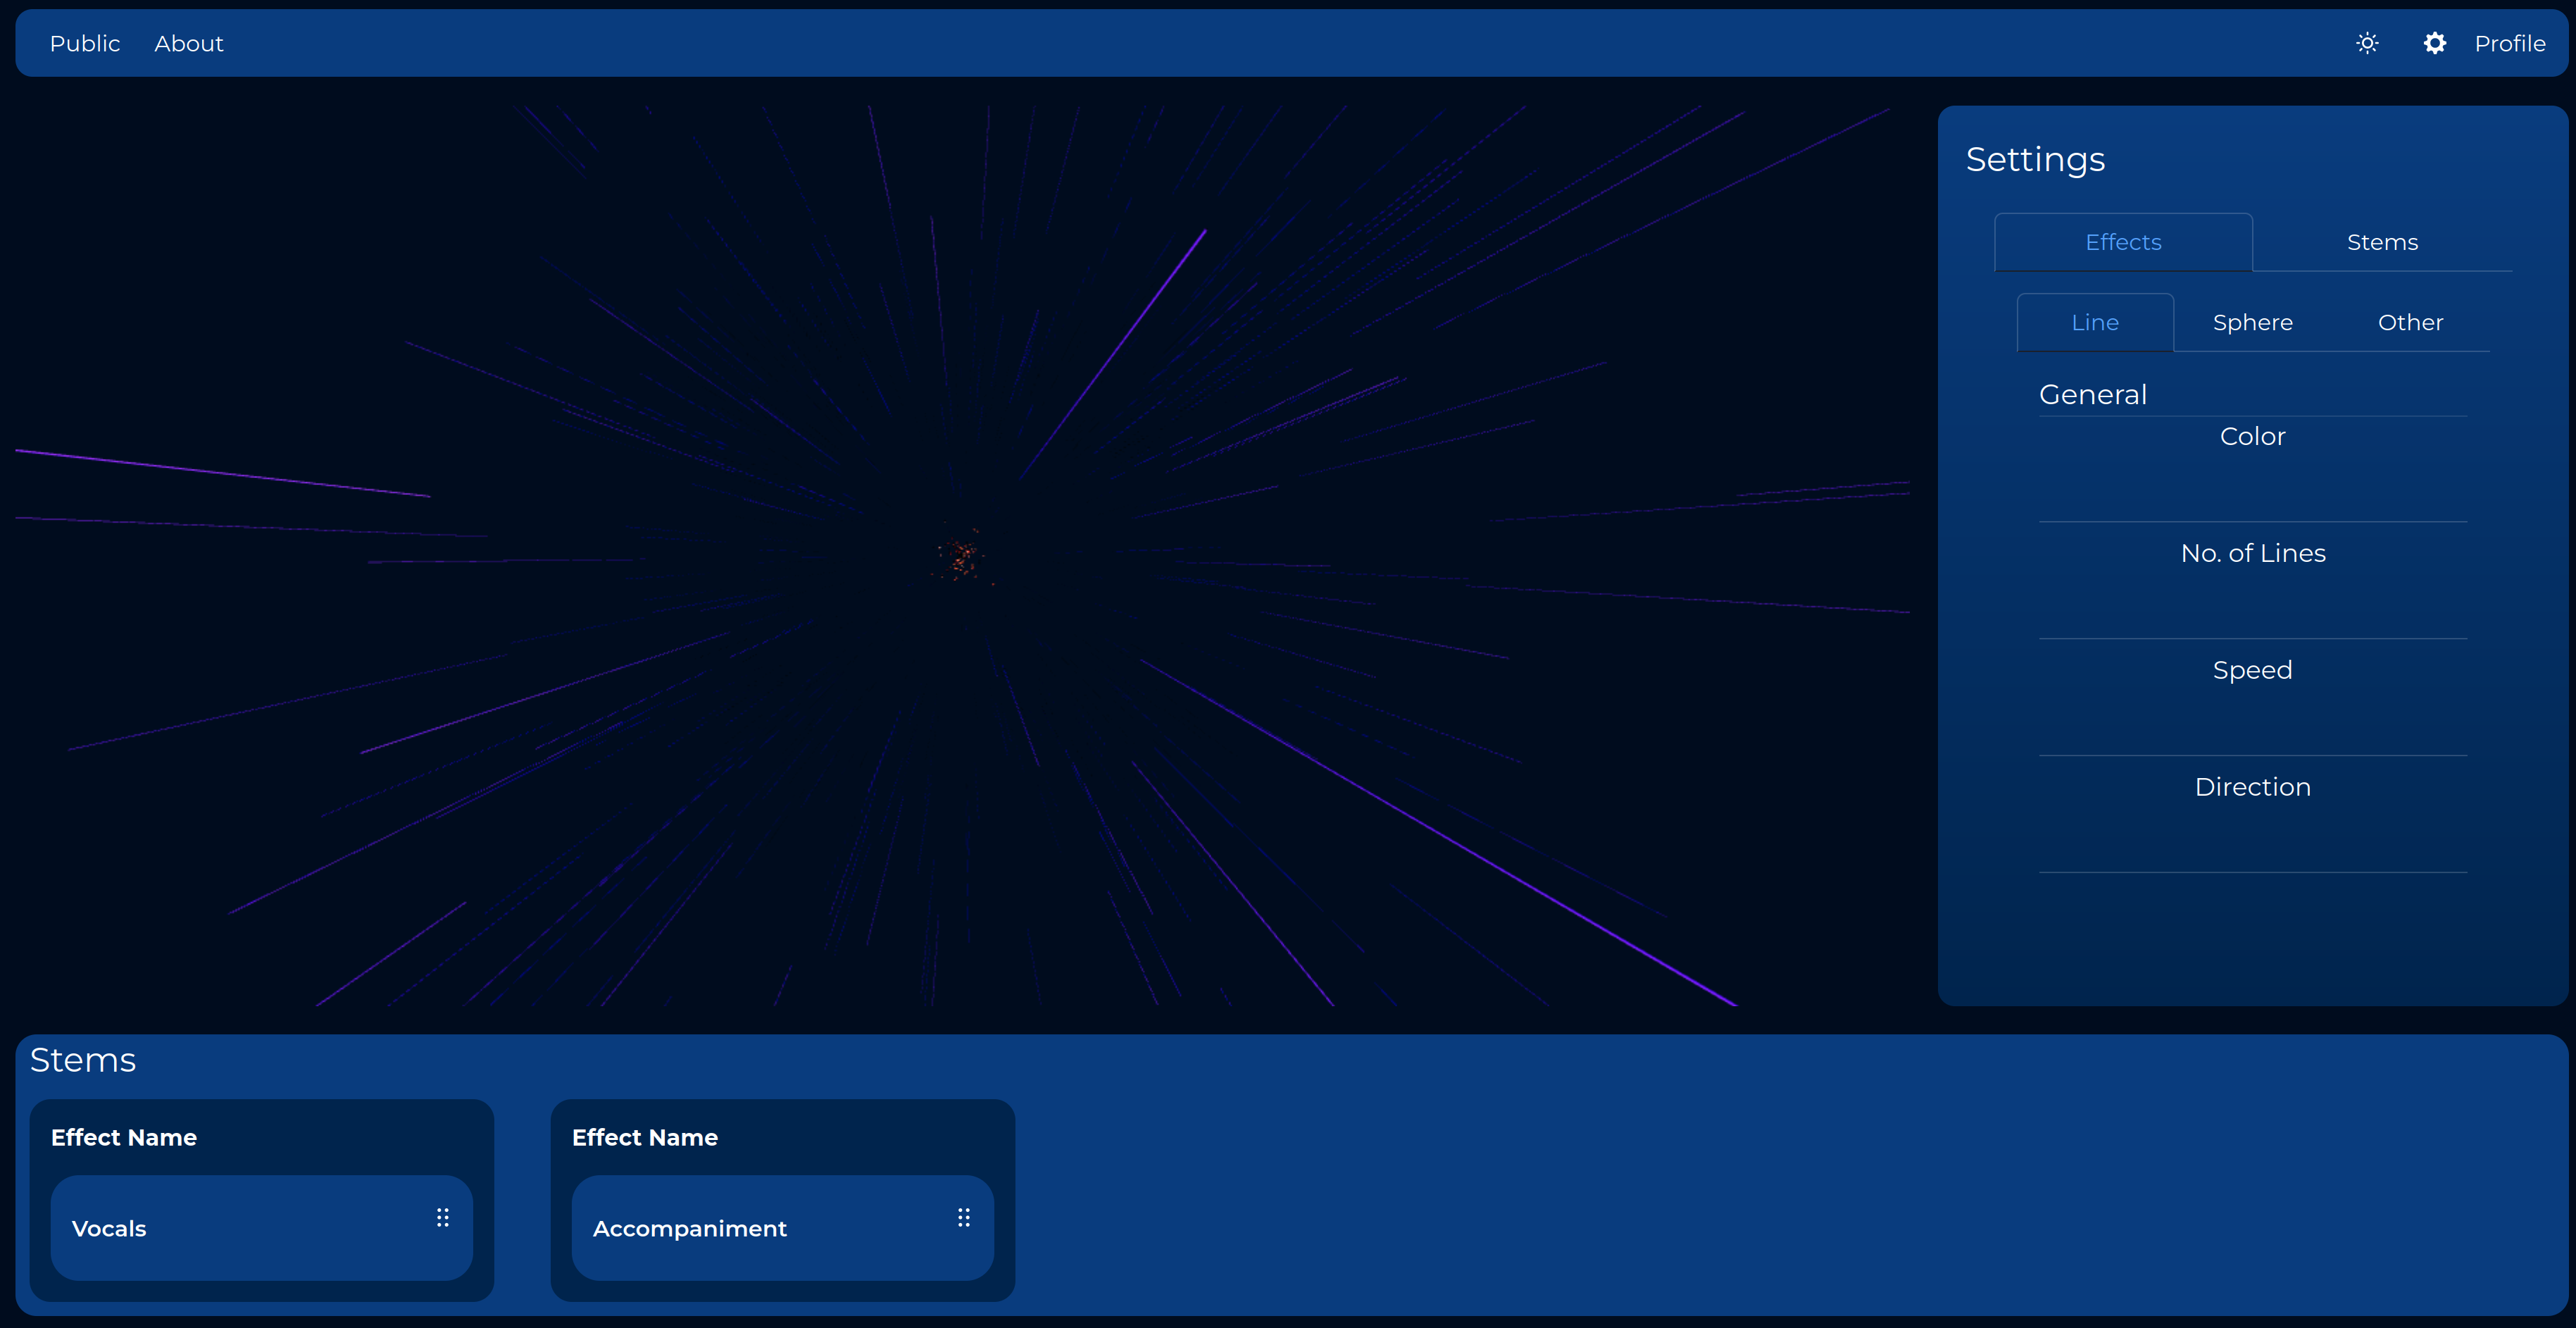 Public About Profile
Settings
Effects Stems
Line Sphere Other
General
Color
No. of Lines
Speed
Direction
Stems
Effect Name Effect Name
Vocals Accompaniment